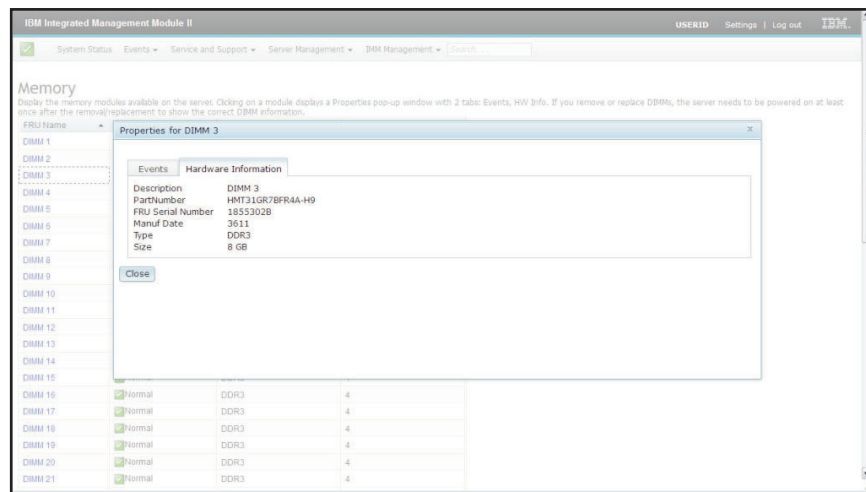 IBM Integrated Management Module II
USERID Settings | Log out IBM.
System Status Events Service and Support Server Management IMM Management Search...
Memory
Display the memory modules available on the server. Clicking on a module displays a Properties pop-up window with 2 tabs: Events, HW Info. If you remove or replace DIMMs, the server needs to be powered on at least
once after the removal/replacement to show the correct DIMM information.
FRU Name
Properties for DIMM 3 x
DIMM 1
DIMM 2
Events Hardware Information
DIMM 3
Description DIMM 3
DIMM 4
PartNumber HMT31GR7BFR4A-H9
FRU Serial Number 1855302B
DIMM 5
Manuf Date 3611
DIMM 6
Type DDR3
DIMM 7
Size 8 GB
DIMM 8
DIMM 9
Close
DIMM 10
DIMM 11
DIMM 12
DIMM 13
DIMM 14
DIMM 15
DIMM 16 Normal DDR3 4
DIMM 17 Normal DDR3 4
DIMM 18 Normal DDR3 4
DIMM 19 Normal DDR3 4
DIMM 20 Normal DDR3 4
DIMM 21 Normal DDR3 4